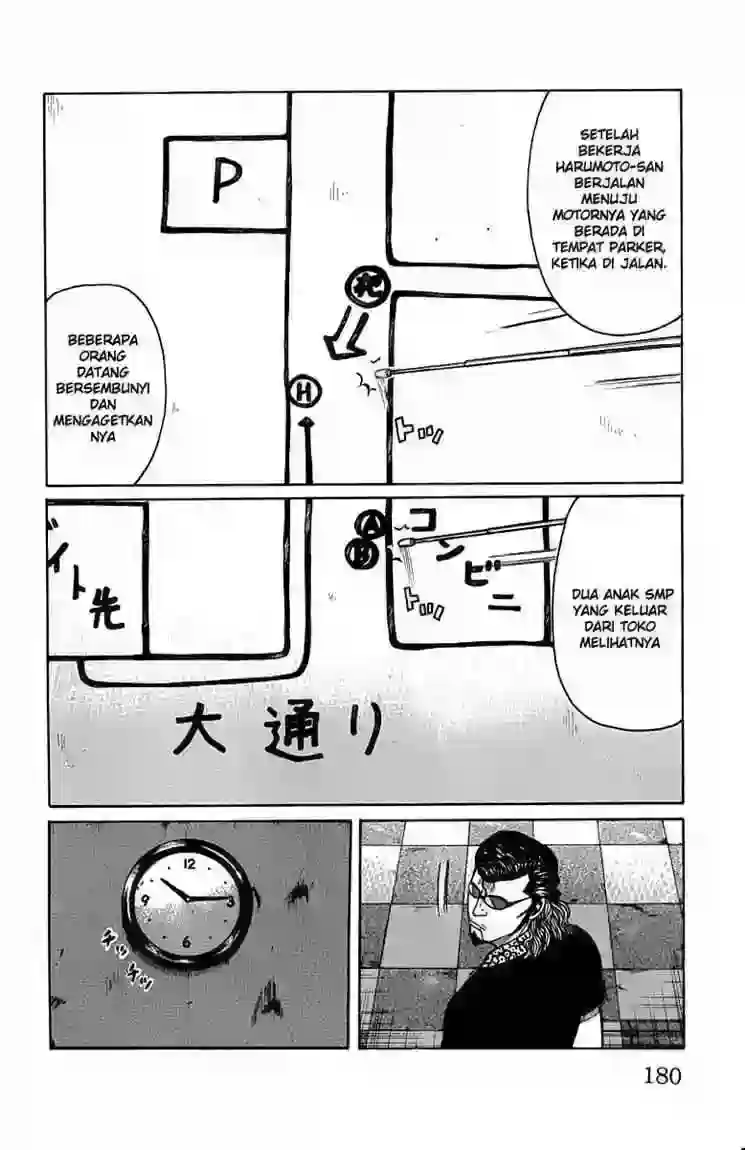 SETELAH
BEKERJA
HARUMOTO-SAN
BERJALAN
MENUJU
MOTORNYA YANG
BERADA DI
TEMPAT PARKER,
KETIKA DI JALAN.
P
H
トッッ
BEBERAPA
ORANG
DATANG
BERSEMBUNYI
DAN
MENGAGETKAN
NYA
A
B
コンビニ
トッッ
DUA ANAK SMP
YANG KELUAR
DARI TOKO
MELIHATNYA
イト先
大通り
12
9
3
6
180